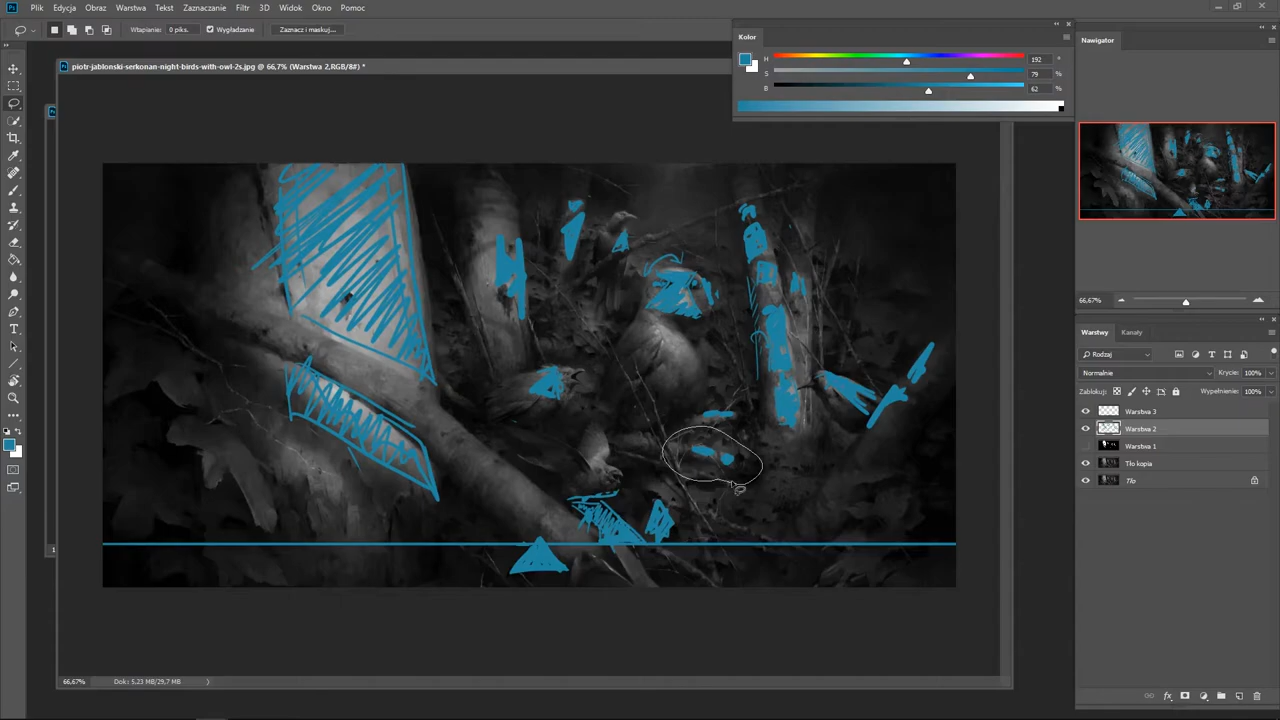 Ps Plik Edycja Obraz Warstwa Zaznaczanie Filtr 3D Widok Okno Pomoc
Wtapianie: 0 piks. Wygładzanie Zaznacz i maskuj...
Kolor
H 192 °
S 79 %
B 62 %
Nawigator
piotr-jablonski-serkonan-night-birds-with-owl-2s.jpg @ 66,7% (Warstwa 2,RGB/8#) *
66,67%
Warstwy Kanały
Rodzaj
Normalnie Krycie: 100%
Zablokuj: Wypełnienie: 100%
Warstwa 3
Warstwa 2
Warstwa 1
Tło kopia
Tło
66,67% Dok: 5,23 MB/29,7 MB